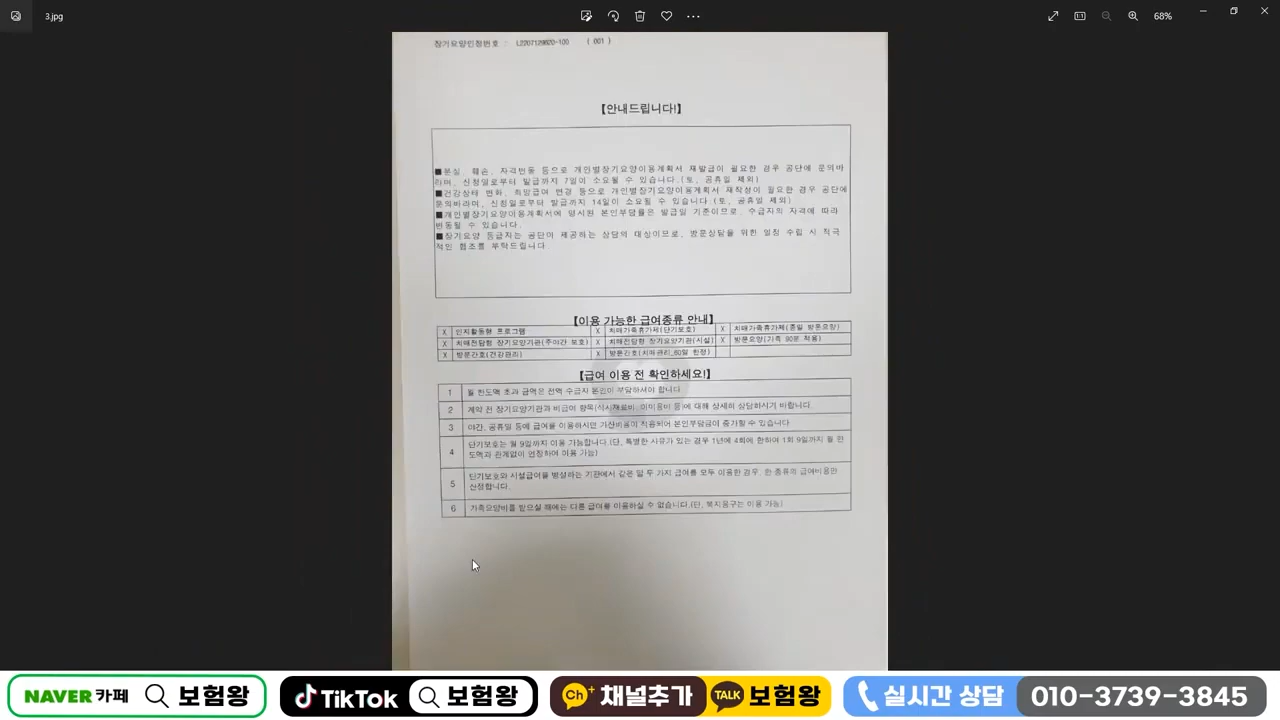 3.jpg
68%
장기요양인정번호 : L2207129820-100 ( 001 )
【안내드립니다!】
■분실, 훼손, 자격변동 등으로 개인별장기요양이용계획서 재발급이 필요한 경우 공단에 문의바
라며, 신청일로부터 발급까지 7일이 소요될 수 있습니다.(토, 공휴일 제외)
■건강상태 변화, 희망급여 변경 등으로 개인별장기요양이용계획서 재작성이 필요한 경우 공단에
문의바라며, 신청일로부터 발급까지 14일이 소요될 수 있습니다.(토, 공휴일 제외)
■개인별장기요양이용계획서에 명시된 본인부담률은 발급일 기준이므로, 수급자의 자격에 따라
변동될 수 있습니다.
■장기요양 등급자는 공단이 제공하는 상담의 대상이므로, 방문상담을 위한 일정 수립 시 적극
적인 협조를 부탁드립니다
【이용 가능한 급여종류 안내】
X 인지활동형 프로그램 X 치매가족휴가제(단기보호) X 치매가족휴가제(종일 방문요양)
X 치매전담형 장기요양기관(주야간 보호) X 치매전담형 장기요양기관(시설) X 방문요양(가족 90분 적용)
X 방문간호(건강관리) X 방문간호(치매관리_60일 한정)
【급여 이용 전 확인하세요!】
1 월 한도액 초과 금액은 전액 수급자 본인이 부담하셔야 합니다
2 계약 전 장기요양기관과 비급여 항목(식사재료비, 이미용비 등)에 대해 상세히 상담하시기 바랍니다.
3 야간, 공휴일 등에 급여를 이용하시면 가산비용이 적용되어 본인부담금이 증가할 수 있습니다
4 단기보호는 월 9일까지 이용 가능합니다.(단, 특별한 사유가 있는 경우 1년에 4회에 한하여 1회 9일까지 월 한
도액과 관계없이 연장하여 이용 가능)
5 단기보호와 시설급여을 병설하는 기관에서 같은 달 두 가지 급여를 모두 이용한 경우, 한 종류의 급여비용만
산정합니다.
6 가족요양비를 받으실 때에는 다른 급여를 이용하실 수 없습니다.(단, 복지용구는 이용 가능)
NAVER 카페 보험왕 TikTok 보험왕 Ch+ 채널추가 TALK 보험왕 실시간 상담 010-3739-3845